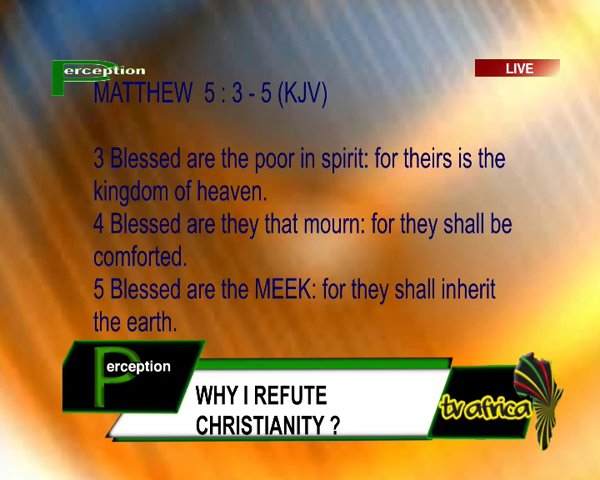 Perception
LIVE
MATTHEW 5 : 3 - 5 (KJV)
3 Blessed are the poor in spirit: for theirs is the
kingdom of heaven.
4 Blessed are they that mourn: for they shall be
comforted.
5 Blessed are the MEEK: for they shall inherit
the earth.
Perception
WHY I REFUTE
CHRISTIANITY ?
tv africa